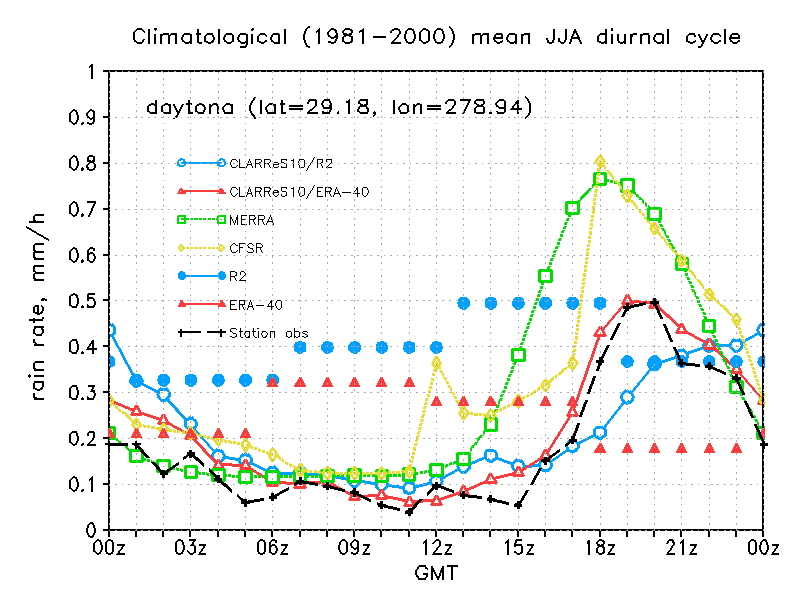 Climatological (1981-2000) mean JJA diurnal cycle
daytona (lat=29.18, lon=278.94)
CLARReS10/R2
CLARReS10/ERA-40
MERRA
CFSR
R2
ERA-40
Station obs
rain rate, mm/h
1
0.9
0.8
0.7
0.6
0.5
0.4
0.3
0.2
0.1
0
00z 03z 06z 09z 12z 15z 18z 21z 00z
GMT